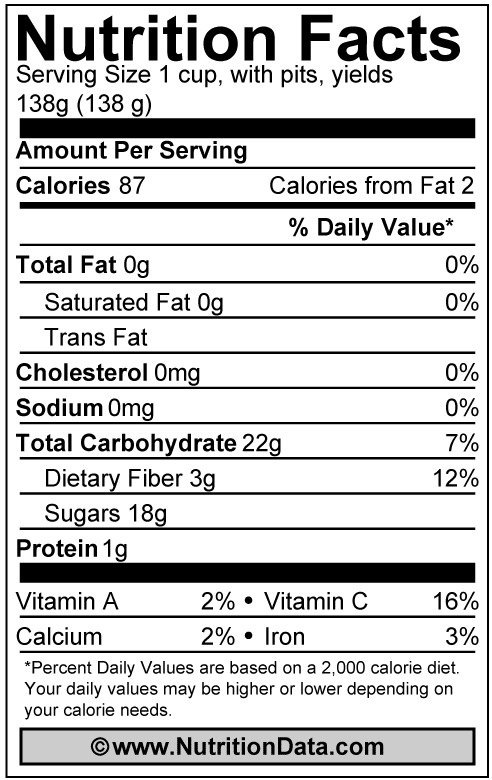 Nutrition Facts
Serving Size 1 cup, with pits, yields
138g (138 g)
Amount Per Serving
Calories 87 Calories from Fat 2
% Daily Value*
Total Fat 0g 0%
Saturated Fat 0g 0%
Trans Fat
Cholesterol 0mg 0%
Sodium 0mg 0%
Total Carbohydrate 22g 7%
Dietary Fiber 3g 12%
Sugars 18g
Protein 1g
Vitamin A 2% • Vitamin C 16%
Calcium 2% • Iron 3%
*Percent Daily Values are based on a 2,000 calorie diet.
Your daily values may be higher or lower depending on
your calorie needs.
©www.NutritionData.com